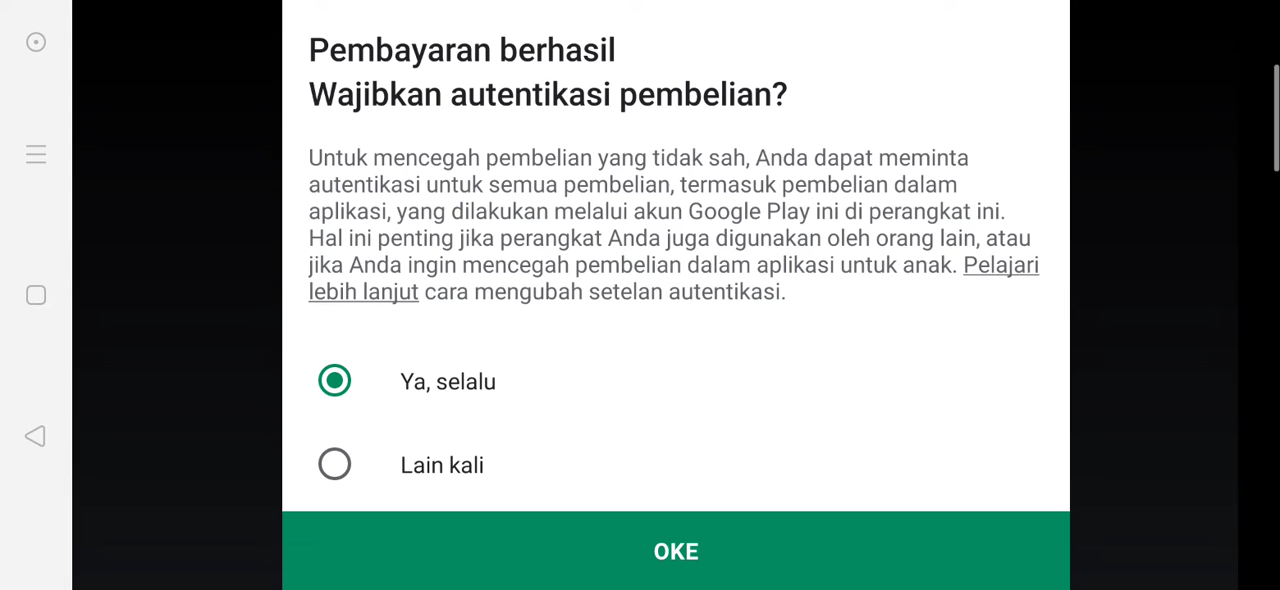 Pembayaran berhasil
Wajibkan autentikasi pembelian?
Untuk mencegah pembelian yang tidak sah, Anda dapat meminta
autentikasi untuk semua pembelian, termasuk pembelian dalam
aplikasi, yang dilakukan melalui akun Google Play ini di perangkat ini.
Hal ini penting jika perangkat Anda juga digunakan oleh orang lain, atau
jika Anda ingin mencegah pembelian dalam aplikasi untuk anak. Pelajari
lebih lanjut cara mengubah setelan autentikasi.
Ya, selalu
Lain kali
OKE